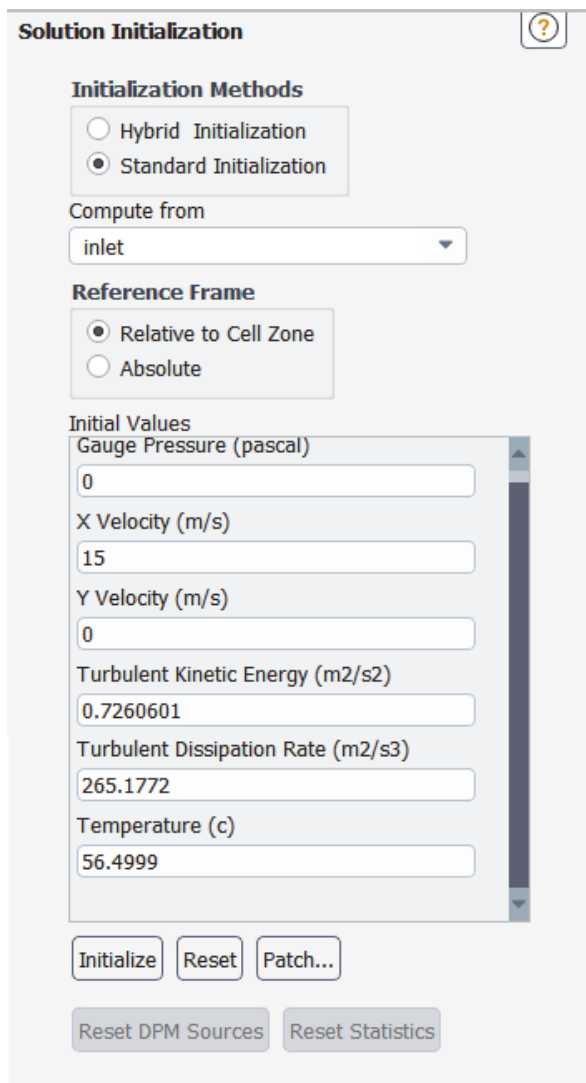 Solution Initialization
?
Initialization Methods
Hybrid Initialization
Standard Initialization
Compute from
inlet
Reference Frame
Relative to Cell Zone
Absolute
Initial Values
Gauge Pressure (pascal)
0
X Velocity (m/s)
15
Y Velocity (m/s)
0
Turbulent Kinetic Energy (m2/s2)
0.7260601
Turbulent Dissipation Rate (m2/s3)
265.1772
Temperature (c)
56.4999
Initialize Reset Patch...
Reset DPM Sources Reset Statistics